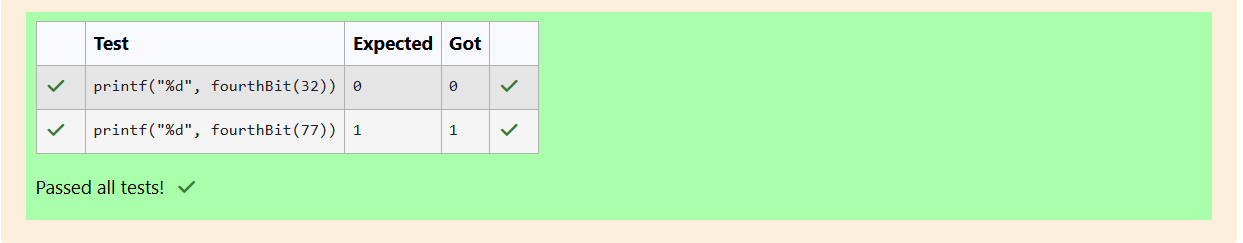 Test Expected Got
printf("%d", fourthBit(32)) 0 0
printf("%d", fourthBit(77)) 1 1
Passed all tests!